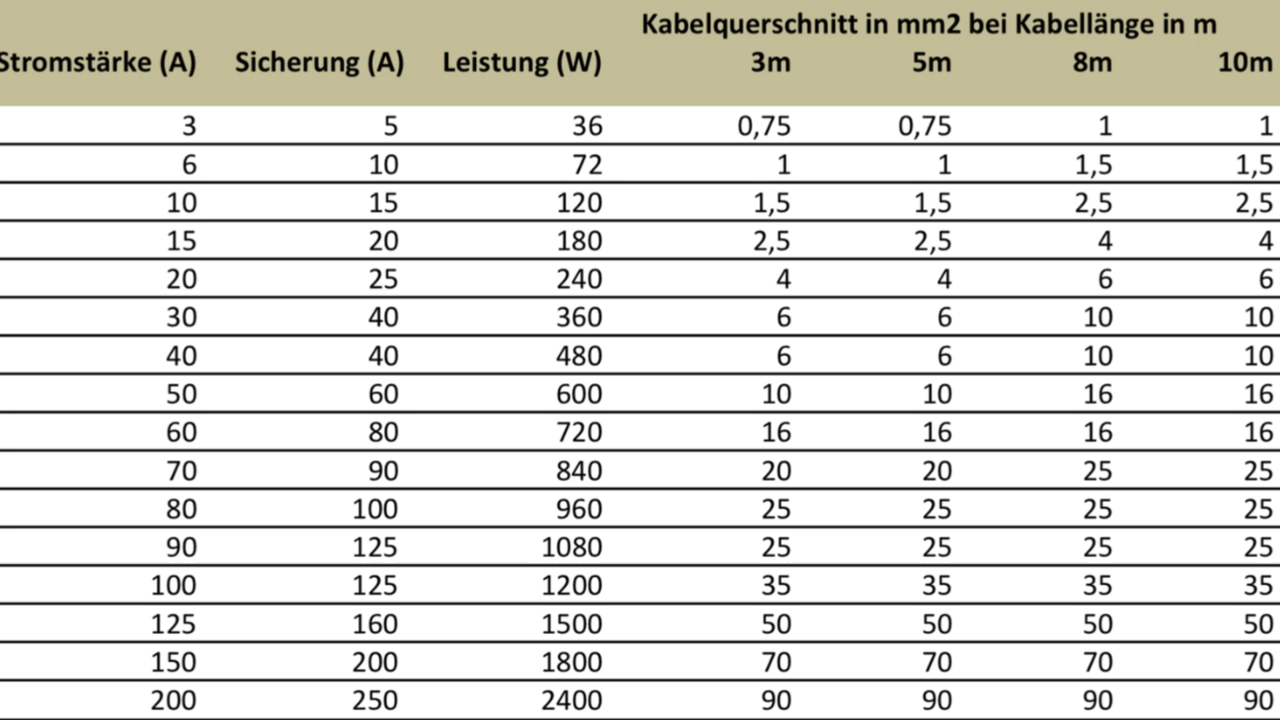 Kabelquerschnitt in mm2 bei Kabellänge in m
Stromstärke (A) Sicherung (A) Leistung (W) 3m 5m 8m 10m
3 5 36 0,75 0,75 1 1
6 10 72 1 1 1,5 1,5
10 15 120 1,5 1,5 2,5 2,5
15 20 180 2,5 2,5 4 4
20 25 240 4 4 6 6
30 40 360 6 6 10 10
40 40 480 6 6 10 10
50 60 600 10 10 16 16
60 80 720 16 16 16 16
70 90 840 20 20 25 25
80 100 960 25 25 25 25
90 125 1080 25 25 25 25
100 125 1200 35 35 35 35
125 160 1500 50 50 50 50
150 200 1800 70 70 70 70
200 250 2400 90 90 90 90